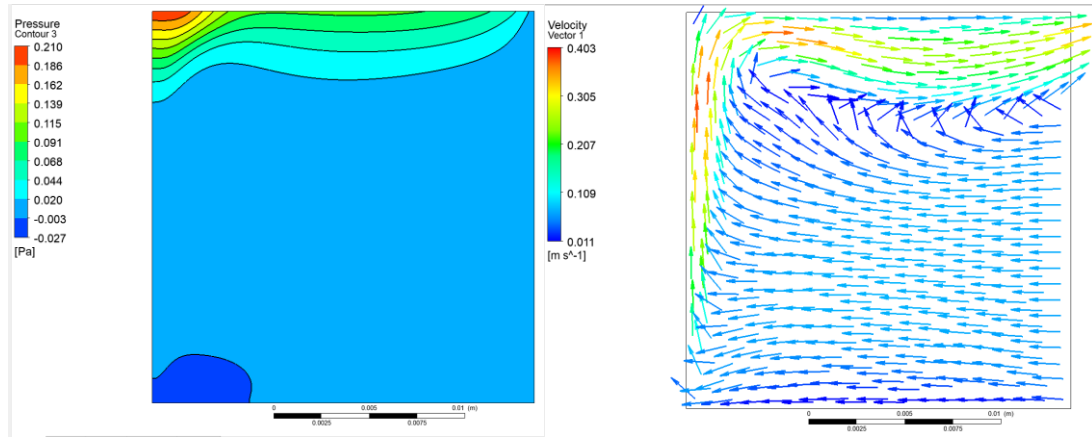 Pressure
Contour 3
0.210
0.186
0.162
0.139
0.115
0.091
0.068
0.044
0.020
-0.003
-0.027
[Pa]
0 0.005 0.01 (m)
0.0025 0.0075
Velocity
Vector 1
0.403
0.305
0.207
0.109
0.011
[m s^-1]
0 0.005 0.01 (m)
0.0025 0.0075